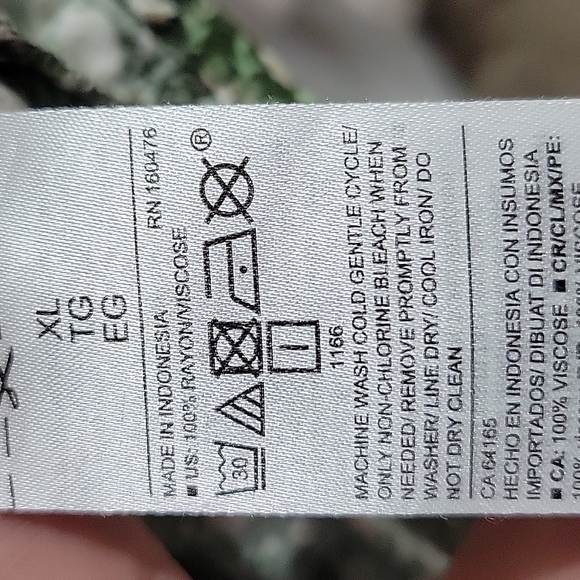 XL
TG
EG
MADE IN INDONESIA RN 160476
■ US: 100% RAYON/VISCOSE
®
30
1166
MACHINE WASH COLD GENTLE CYCLE/
ONLY NON-CHLORINE BLEACH WHEN
NEEDED/ REMOVE PROMPTLY FROM
WASHER/ LINE DRY/ COOL IRON/ DO
NOT DRY CLEAN
CA 64165
HECHO EN INDONESIA CON INSUMOS
IMPORTADOS/ DIBUAT DI INDONESIA
■ CA: 100% VISCOSE ■ CR/CL/MX/PE: